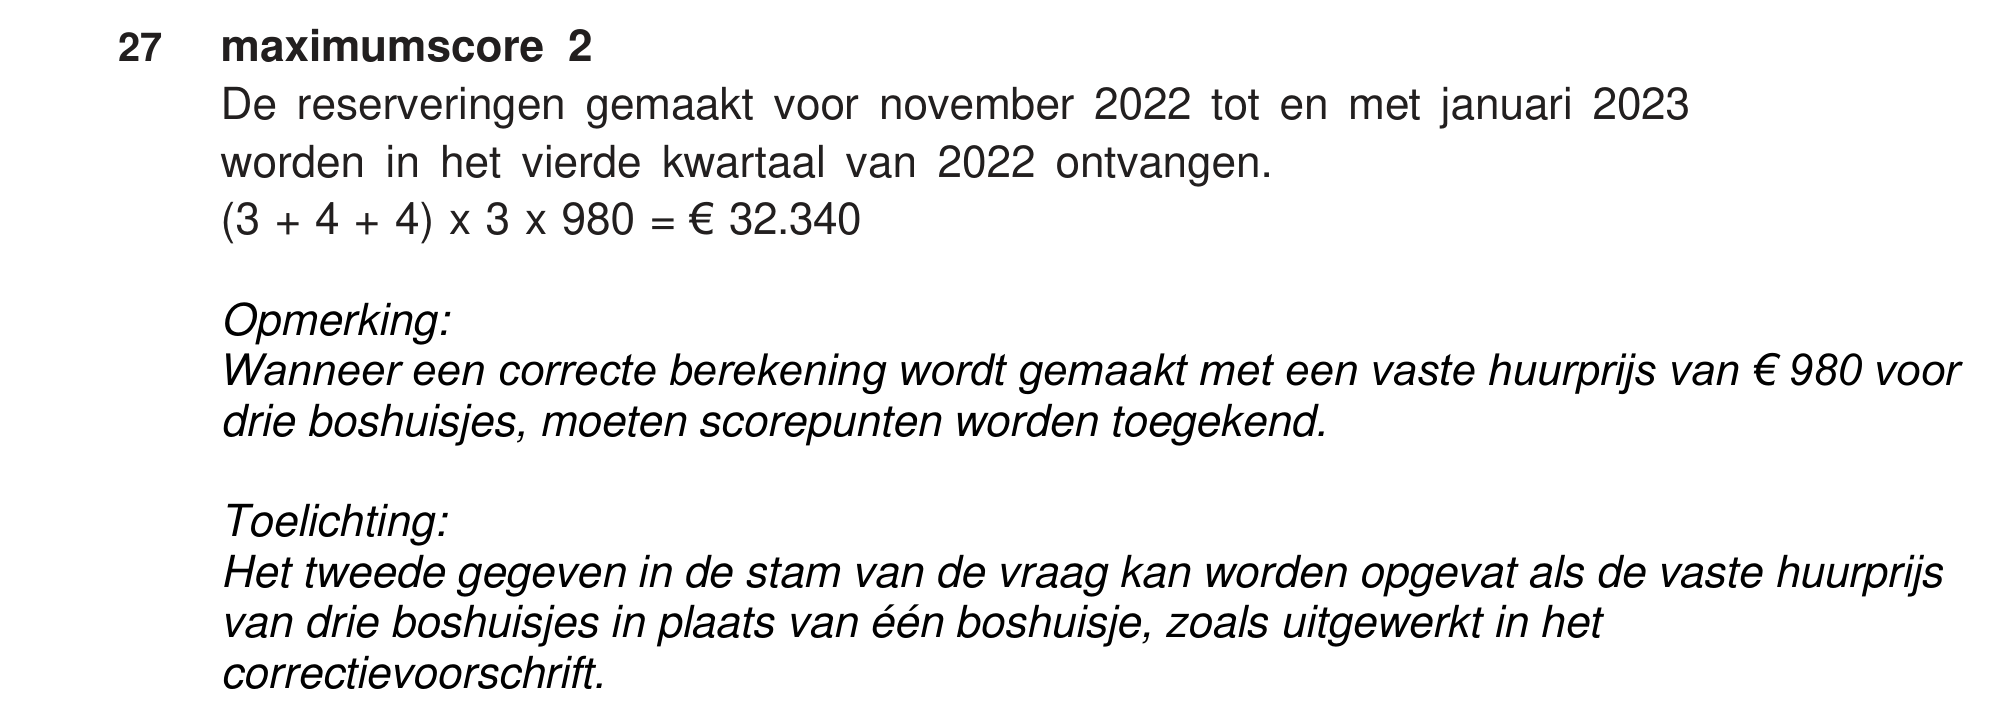 27 maximumscore 2
De reserveringen gemaakt voor november 2022 tot en met januari 2023
worden in het vierde kwartaal van 2022 ontvangen.
(3 + 4 + 4) x 3 x 980 = € 32.340
Opmerking:
Wanneer een correcte berekening wordt gemaakt met een vaste huurprijs van € 980 voor
drie boshuisjes, moeten scorepunten worden toegekend.
Toelichting:
Het tweede gegeven in de stam van de vraag kan worden opgevat als de vaste huurprijs
van drie boshuisjes in plaats van één boshuisje, zoals uitgewerkt in het
correctievoorschrift.